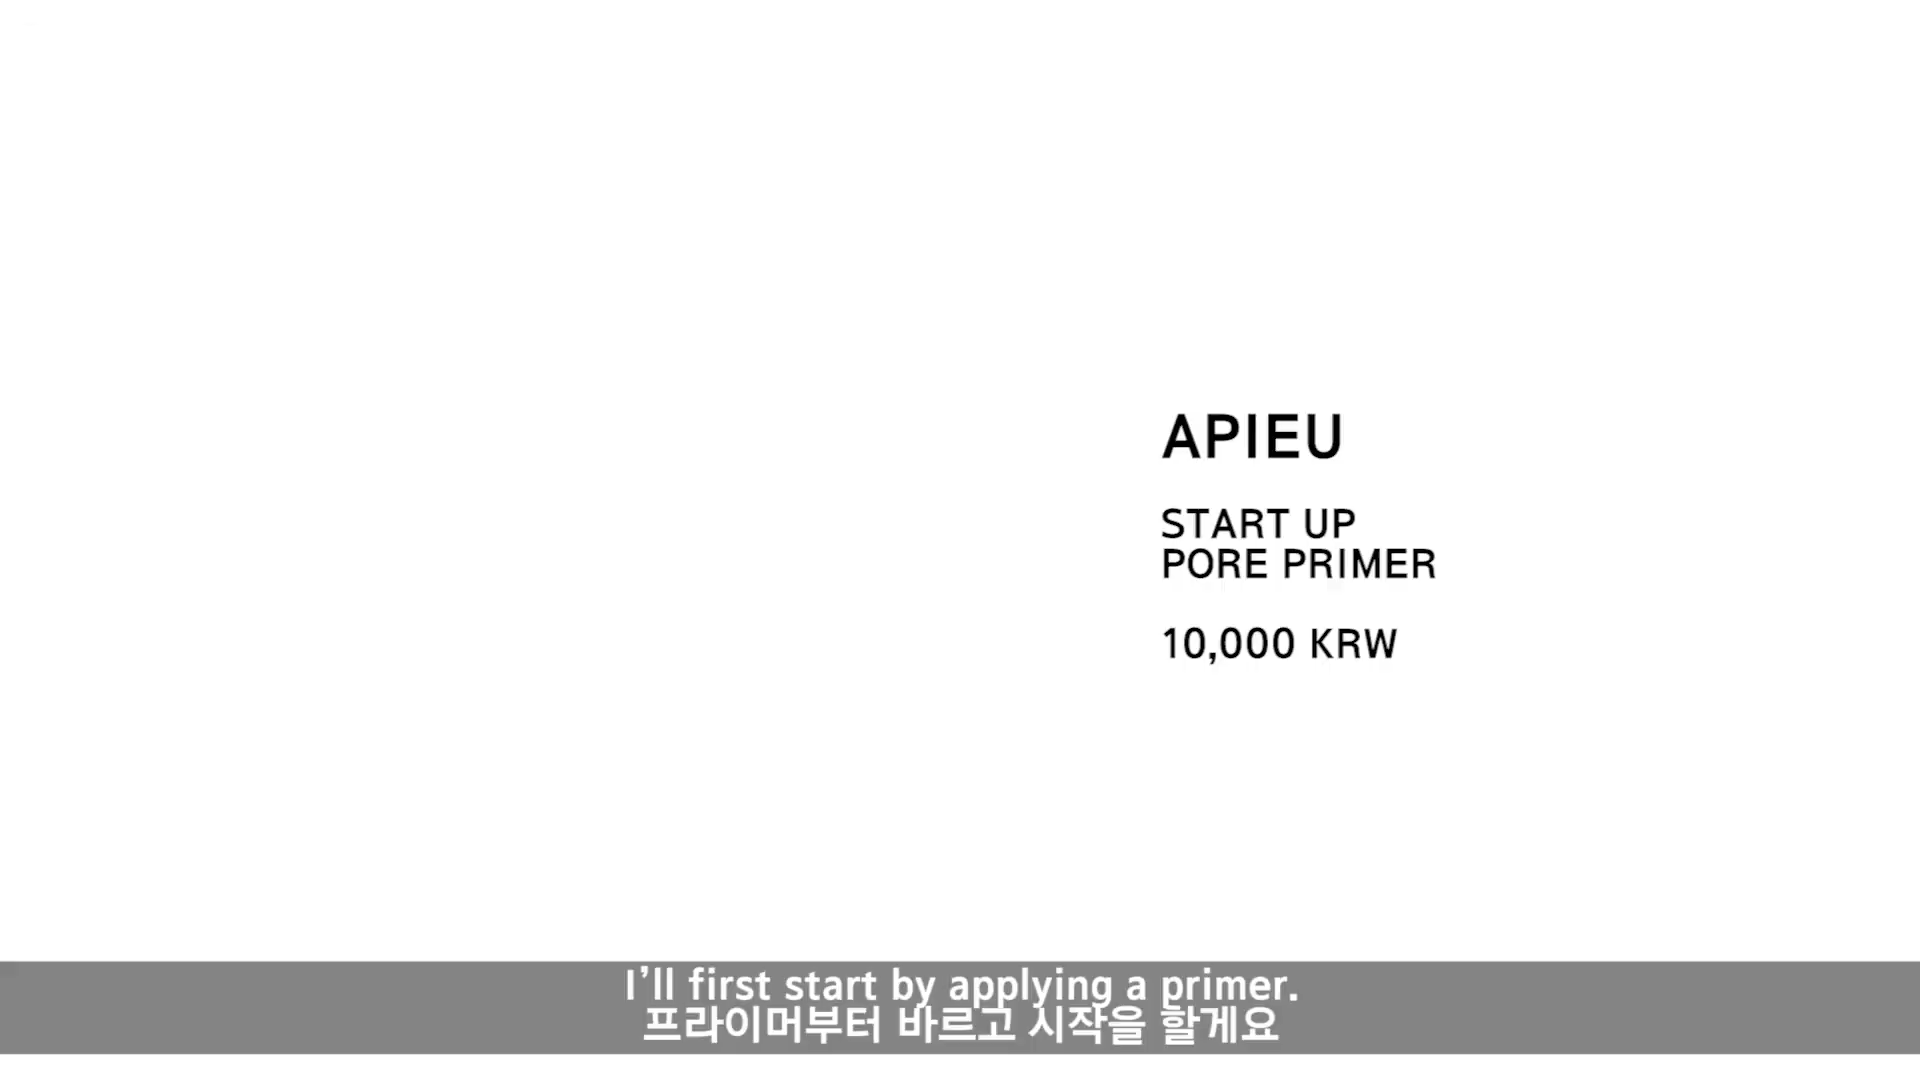 APIEU
START UP
PORE PRIMER
10,000 KRW
I'll first start by applying a primer.
프라이머부터 바르고 시작을 할게요